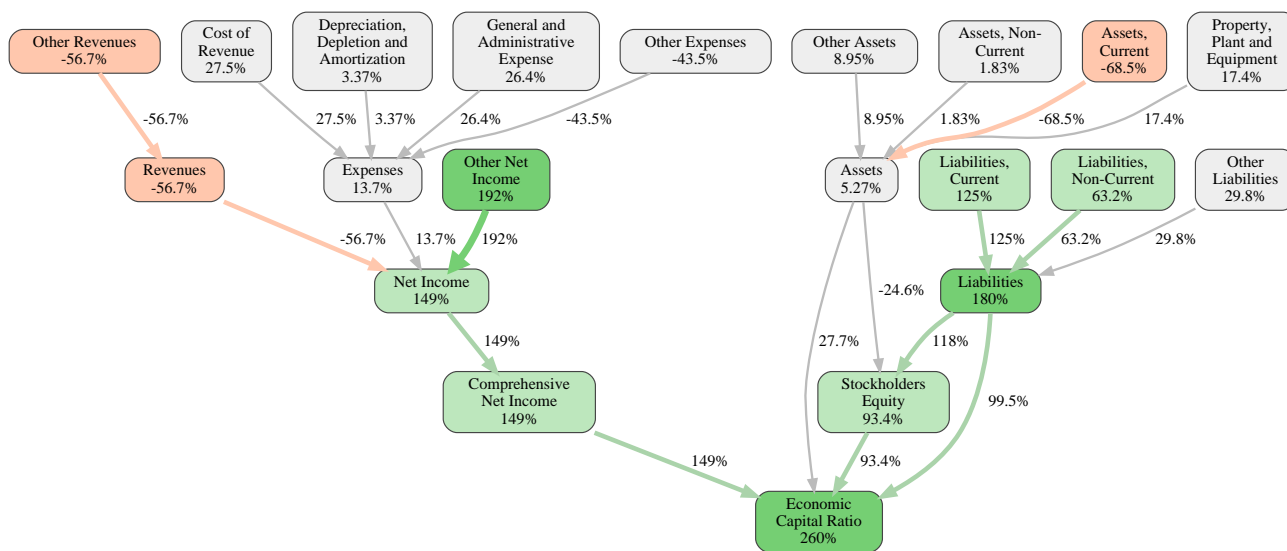 Other Revenues
-56.7%
Cost of
Revenue
27.5%
Depreciation,
Depletion and
Amortization
3.37%
General and
Administrative
Expense
26.4%
Other Expenses
-43.5%
Other Assets
8.95%
Assets, Non-
Current
1.83%
Assets,
Current
-68.5%
Property,
Plant and
Equipment
17.4%
-56.7%
27.5%
3.37%
26.4%
-43.5%
8.95%
1.83%
-68.5%
17.4%
Revenues
-56.7%
Expenses
13.7%
Other Net
Income
192%
Assets
5.27%
Liabilities,
Current
125%
Liabilities,
Non-Current
63.2%
Other
Liabilities
29.8%
-56.7%
13.7%
192%
125%
63.2%
29.8%
Net Income
149%
-24.6%
Liabilities
180%
149%
27.7%
118%
Comprehensive
Net Income
149%
Stockholders
Equity
93.4%
99.5%
149%
93.4%
Economic
Capital Ratio
260%